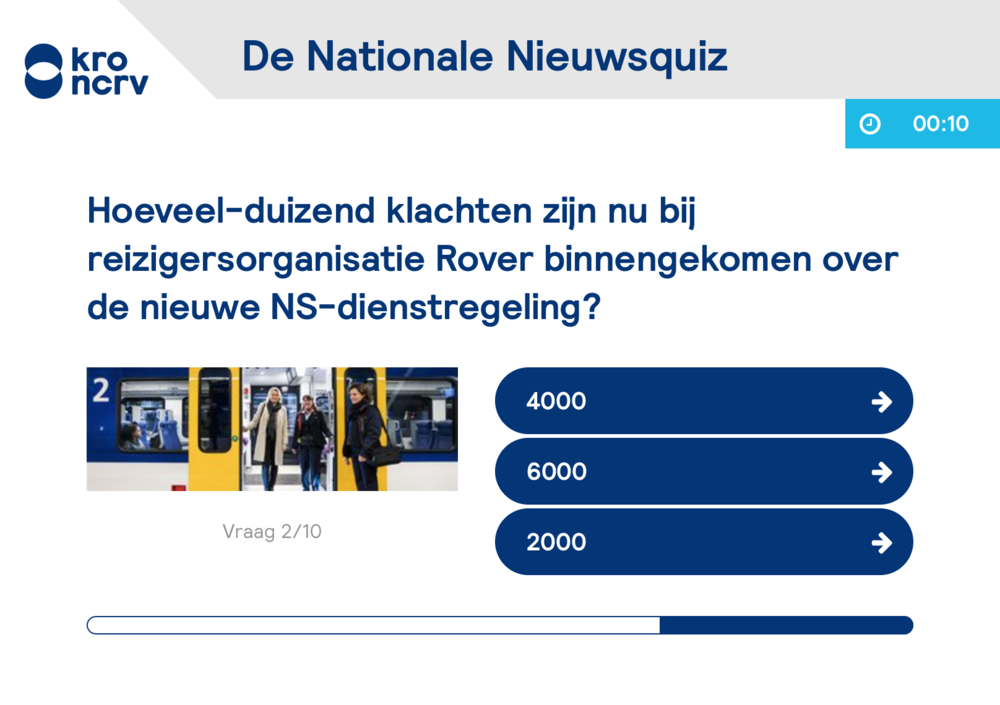 kro
ncrv
De Nationale Nieuwsquiz
00:10
Hoeveel-duizend klachten zijn nu bij
reizigersorganisatie Rover binnengekomen over
de nieuwe NS-dienstregeling?
2
4000
6000
2000
Vraag 2/10